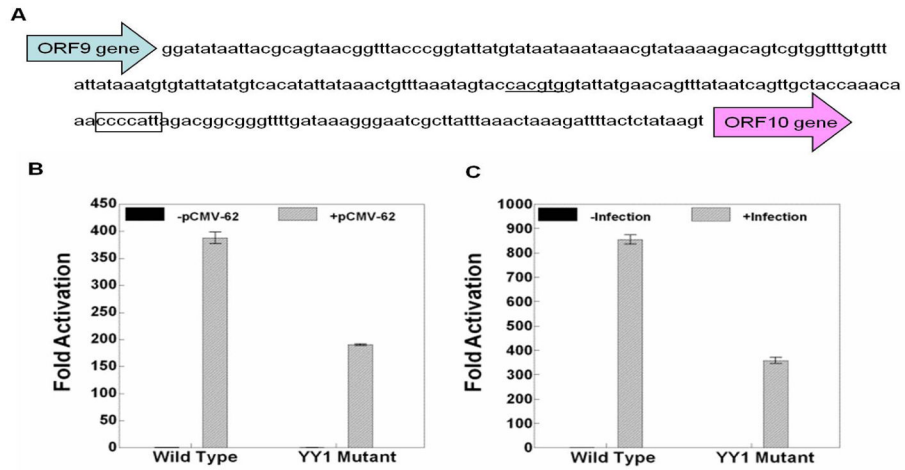 A
ORF9 gene ggatataattacgcagtaacggtttacccggtattatgtataataaataaacgtataaaagacagtcgtggtttgtgttt
attataaatgtgtattatatgtcacatattataaactgtttaaatagtaccacgtggtattatgaacagtttataatcagttgctaccaaaca
aaccccattagacggcgggttttgataaagggaatcgcttatttaaactaaagattttactctataagt ORF10 gene
B
-pCMV-62 +pCMV-62
Fold Activation
450
400
350
300
250
200
150
100
50
0
Wild Type YY1 Mutant
C
-Infection +Infection
Fold Activation
1000
900
800
700
600
500
400
300
200
100
0
Wild Type YY1 Mutant